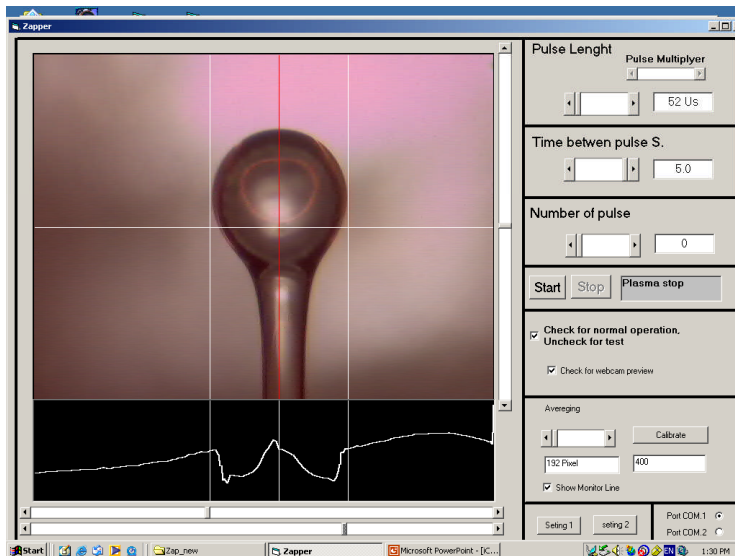 Zapper
Pulse Lenght
Pulse Multiplyer
52 Us
Time betwen pulse S.
5.0
Number of pulse
0
Start
Stop
Plasma stop
Check for normal operation.
Uncheck for test
Check for webcam preview
Avereging
Calibrate
192 Pixel
400
Show Monitor Line
Seting 1
seting 2
Port COM.1
Port COM.2
Start
Zap_new
Zapper
Microsoft PowerPoint - [iC...
EN
1:30 PM